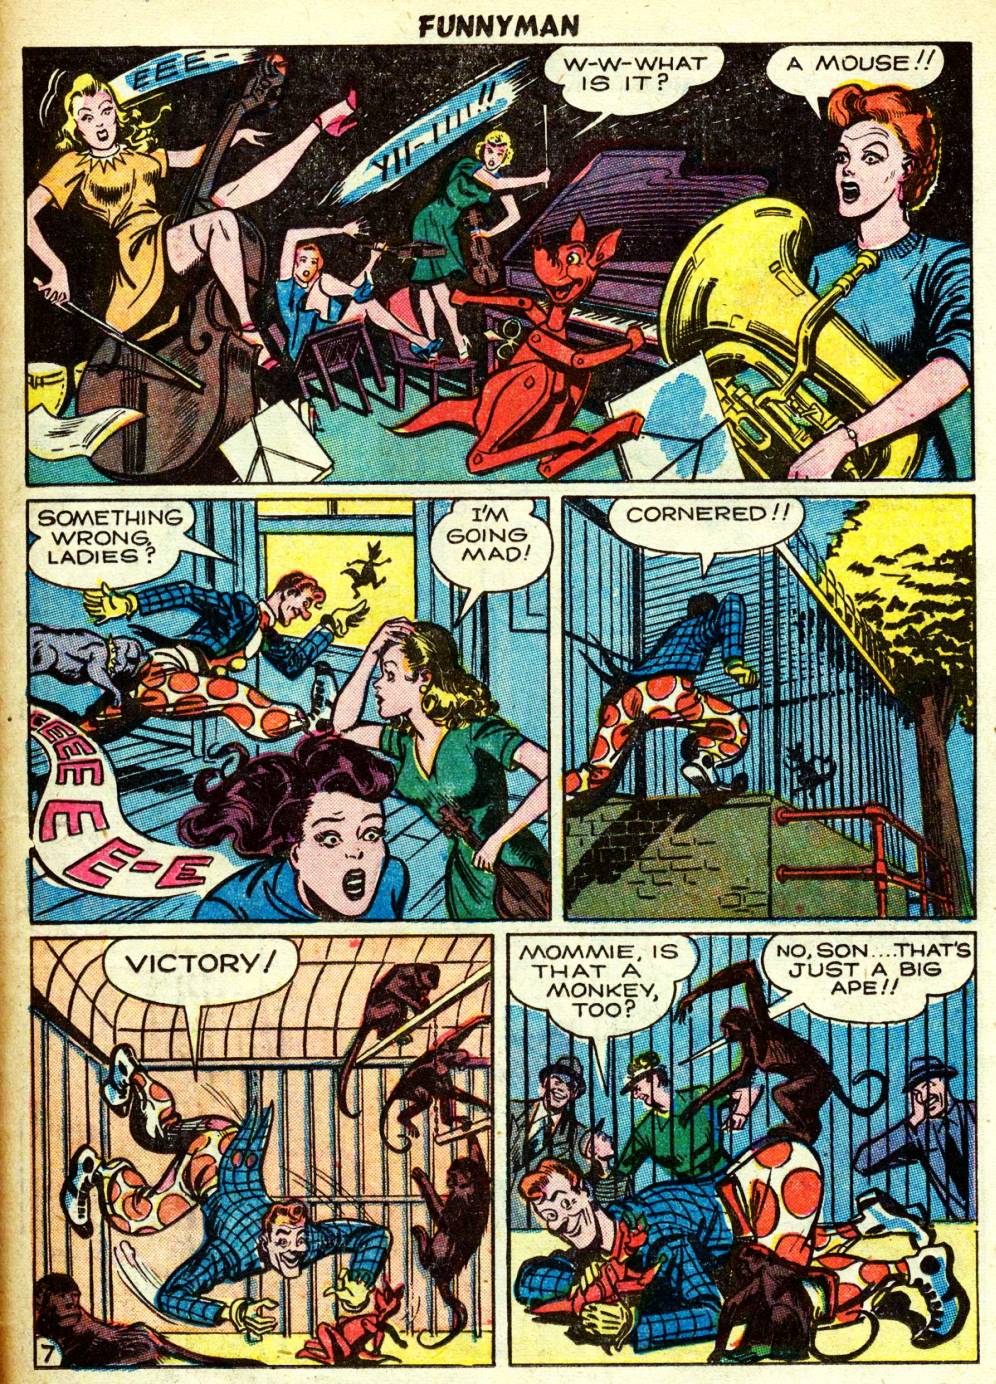 FUNNYMAN
EEE-
YII-IIII!!
W-W-WHAT
IS IT?
A MOUSE!!
SOMETHING
WRONG,
LADIES?
I'M
GOING
MAD!
EEEEE E-E
CORNERED!!
VICTORY!
MOMMIE, IS
THAT A
MONKEY,
TOO?
NO, SON....THAT'S
JUST A BIG
APE!!
7